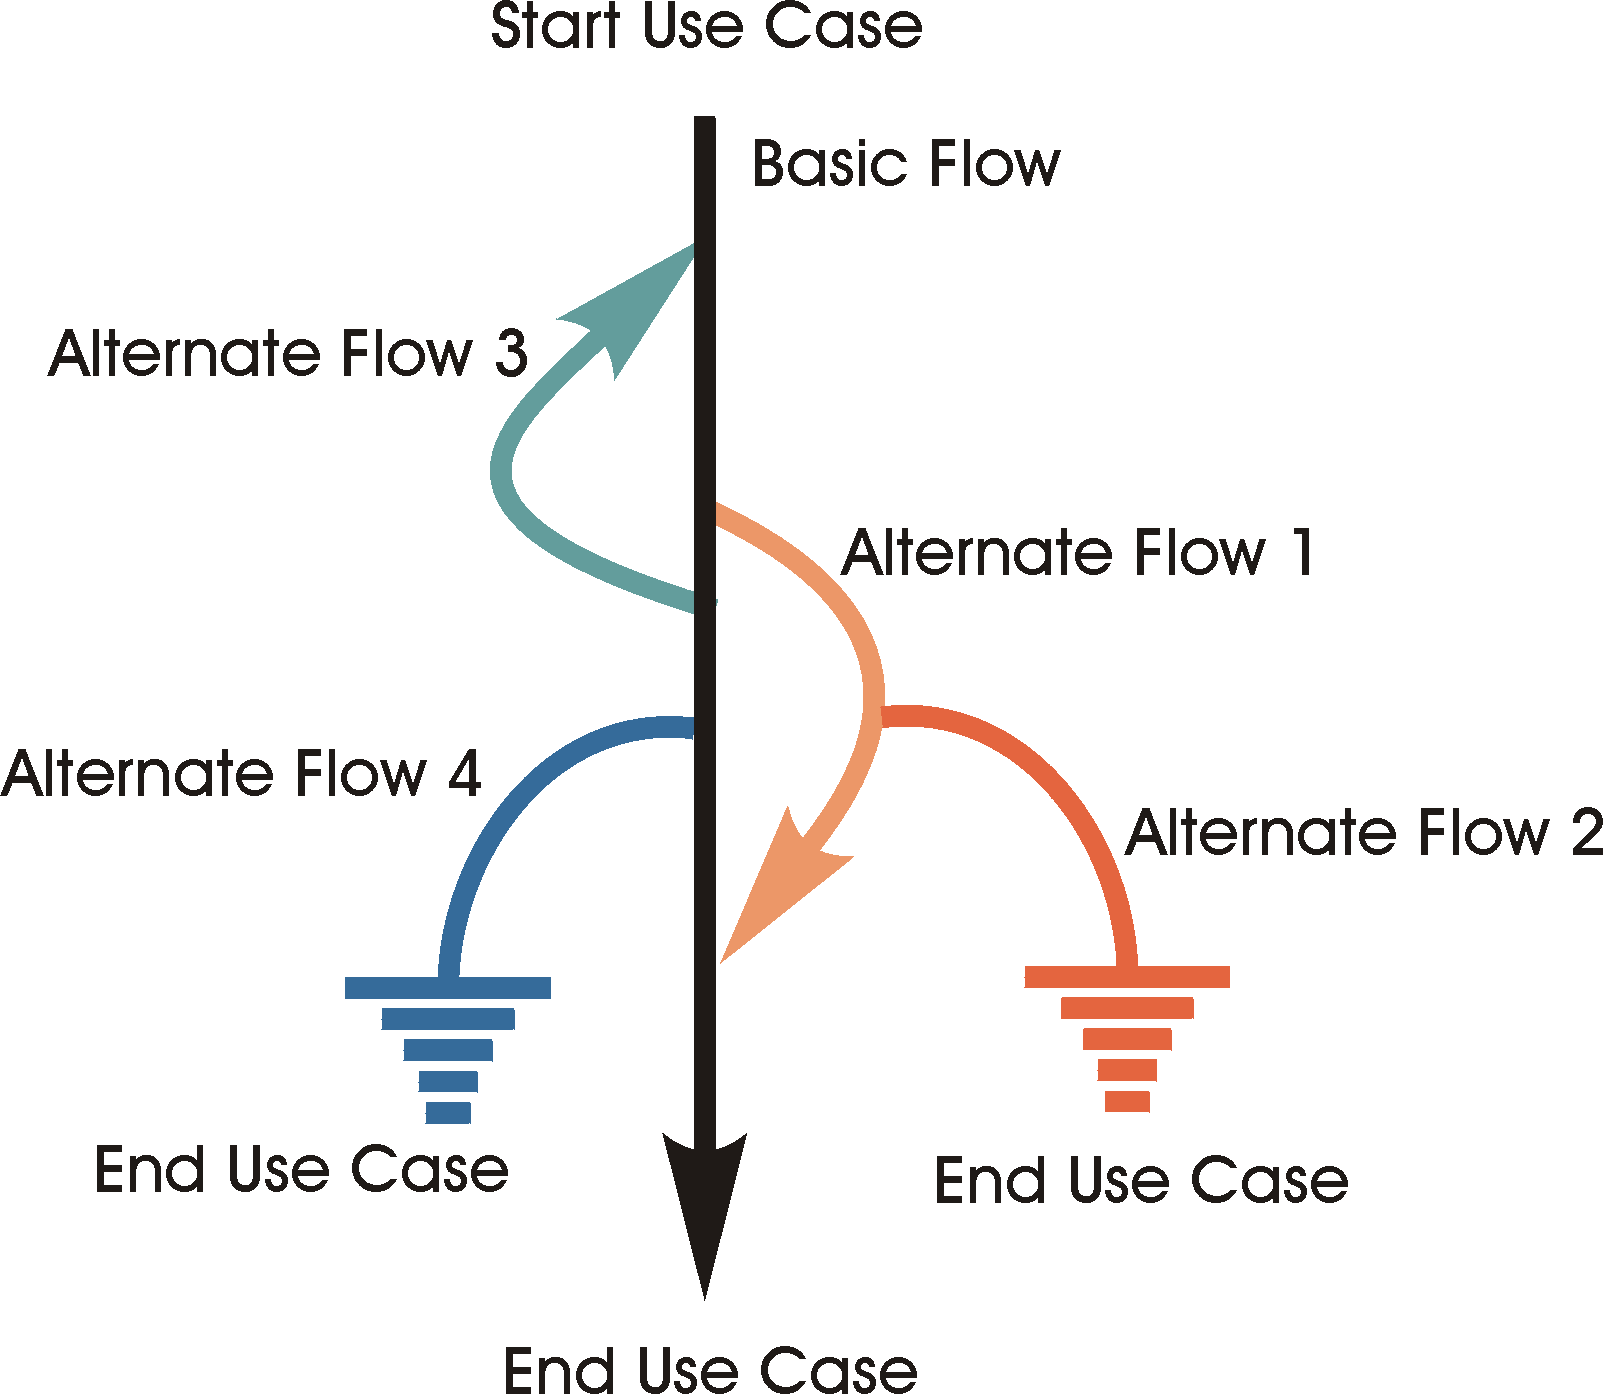 Start Use Case
Basic Flow
Alternate Flow 3
Alternate Flow 1
Alternate Flow 4
Alternate Flow 2
End Use Case
End Use Case
End Use Case